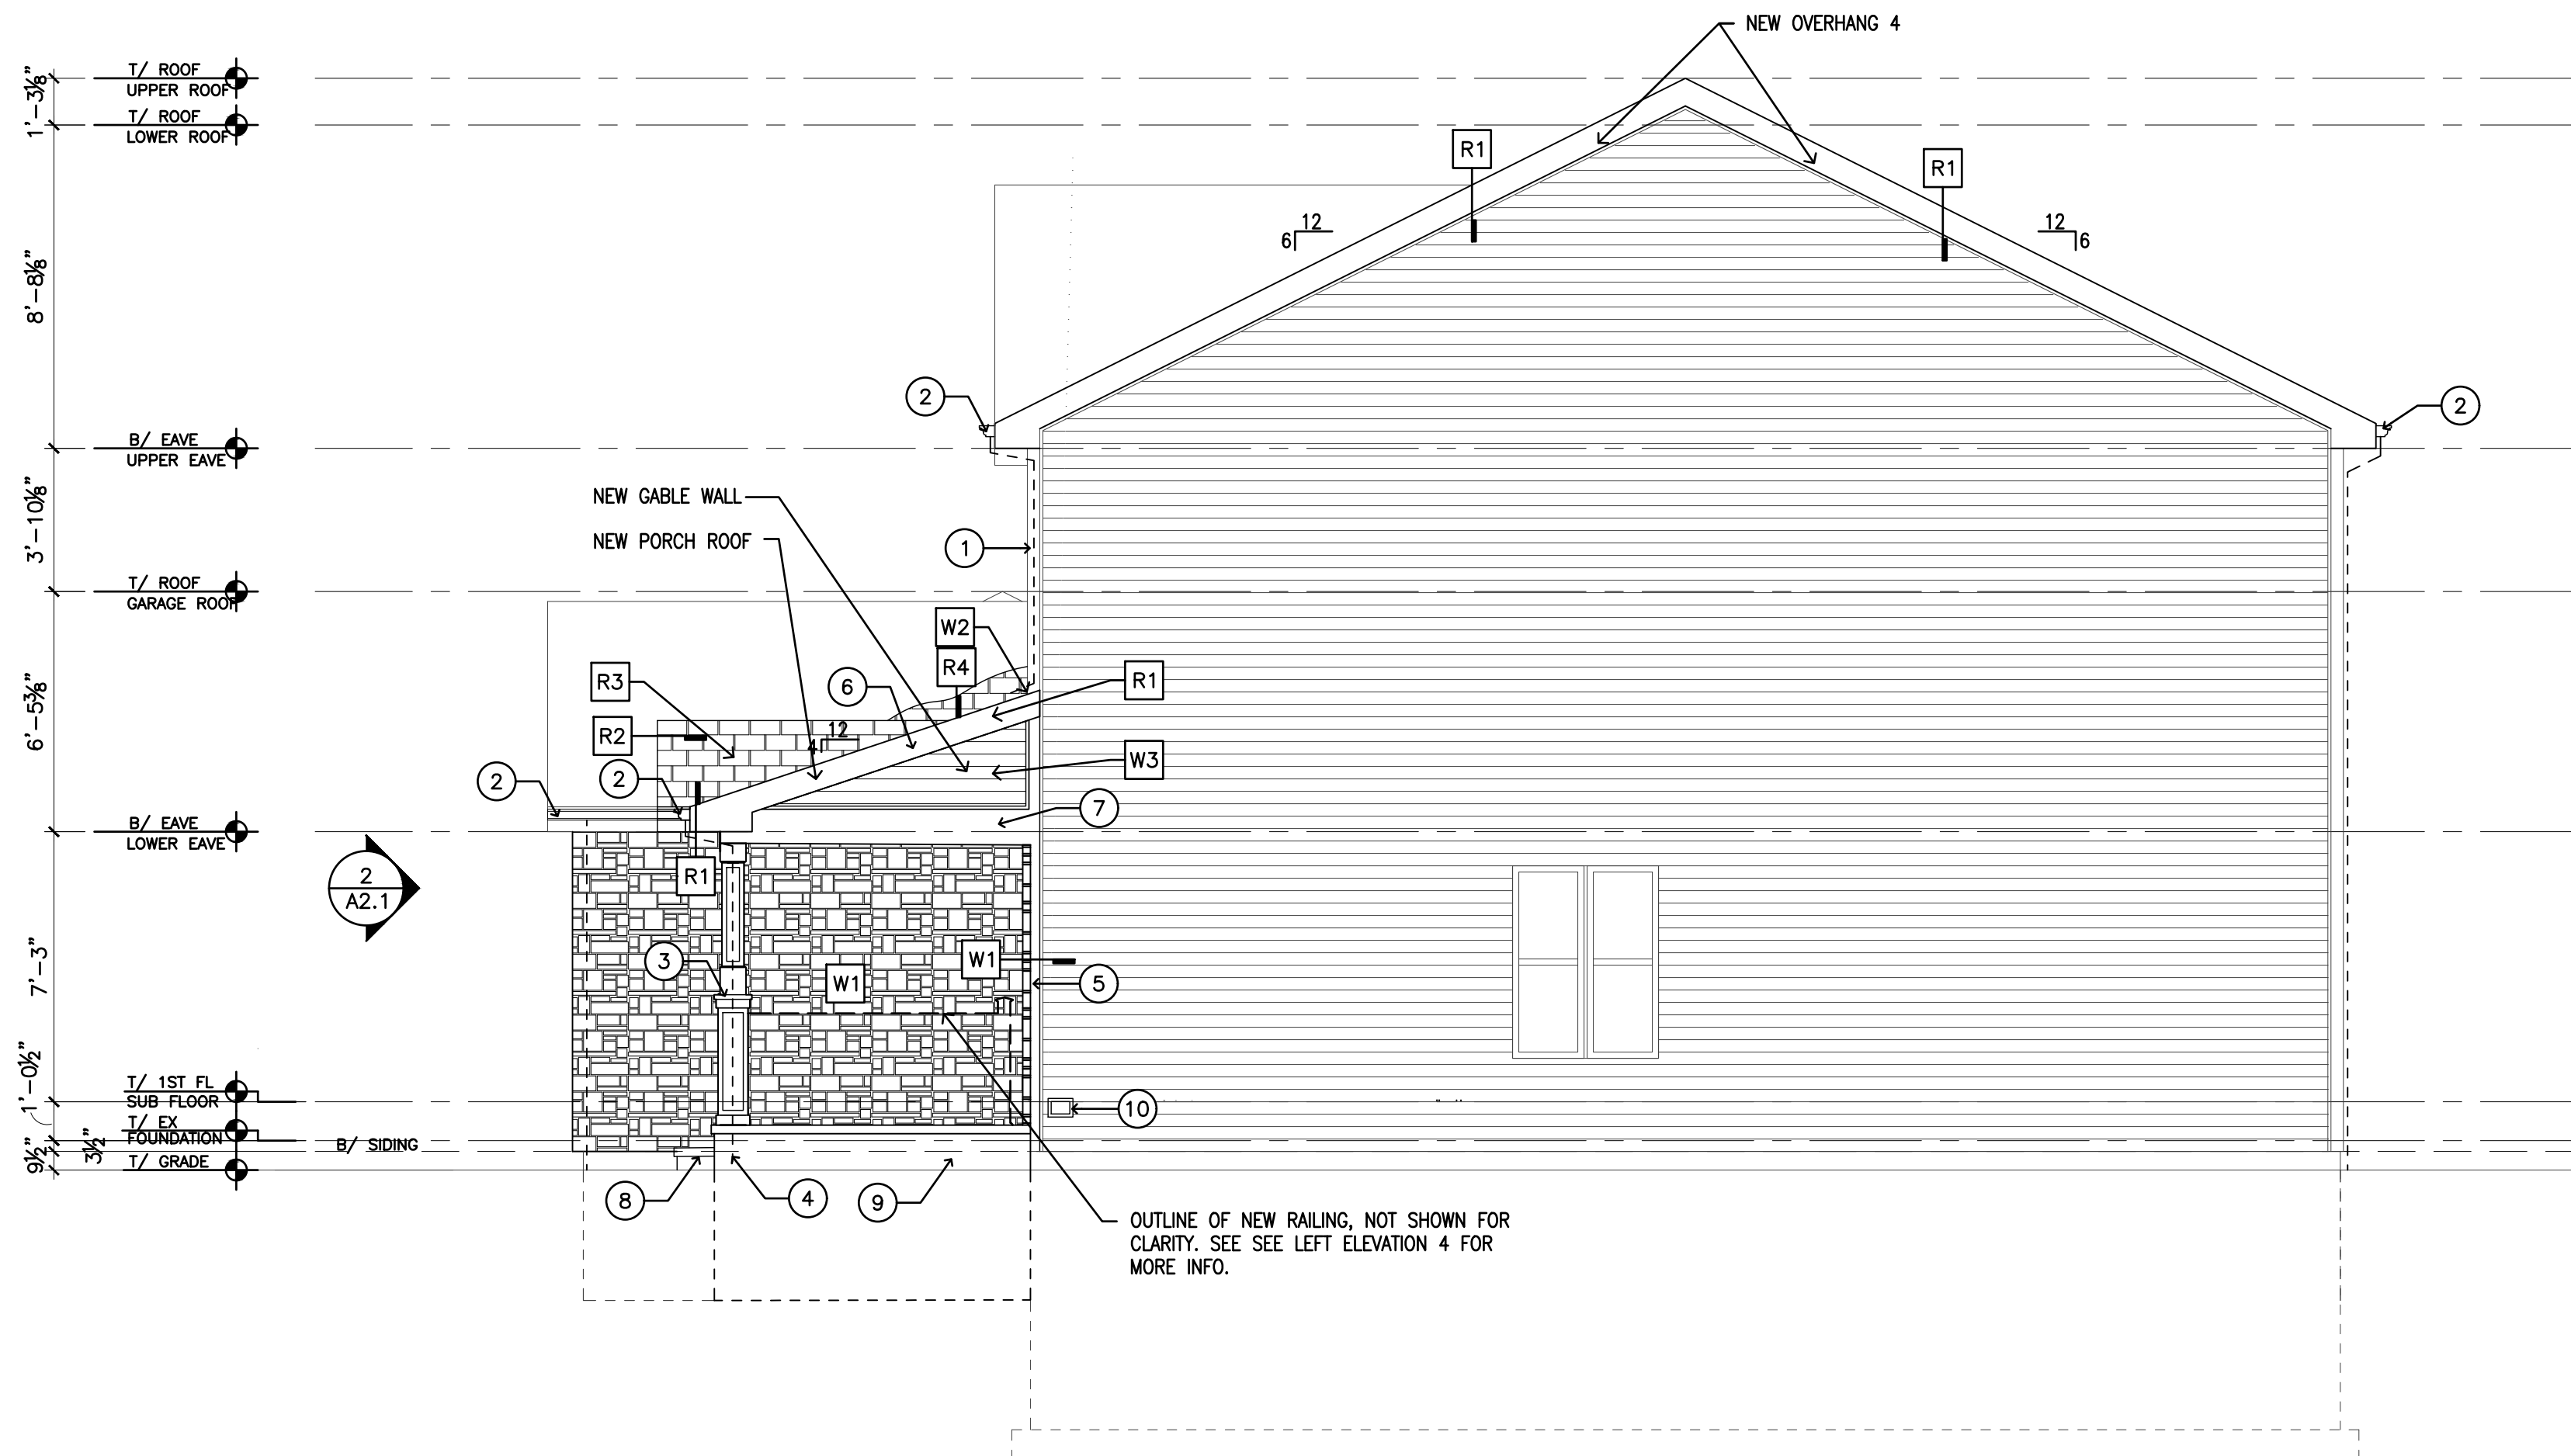 NEW OVERHANG 4
1'-3⅛"
T/ ROOF
UPPER ROOF
T/ ROOF
LOWER ROOF
R1
R1
12
6
12
6
8'-8⅛"
2
2
B/ EAVE
UPPER EAVE
3'-10⅛"
NEW GABLE WALL
NEW PORCH ROOF
1
T/ ROOF
GARAGE ROOF
W2
R4
R3
6
R1
6'-5⅜"
R2
12
4
W3
2
2
7
B/ EAVE
LOWER EAVE
2
A2.1
R1
7'-3"
3
W1
W1
5
1'-0½"
T/ 1ST FL
SUB FLOOR
10
T/ EX
FOUNDATION
B/ SIDING
9½"
3½"
T/ GRADE
8
4
9
OUTLINE OF NEW RAILING, NOT SHOWN FOR
CLARITY. SEE SEE LEFT ELEVATION 4 FOR
MORE INFO.